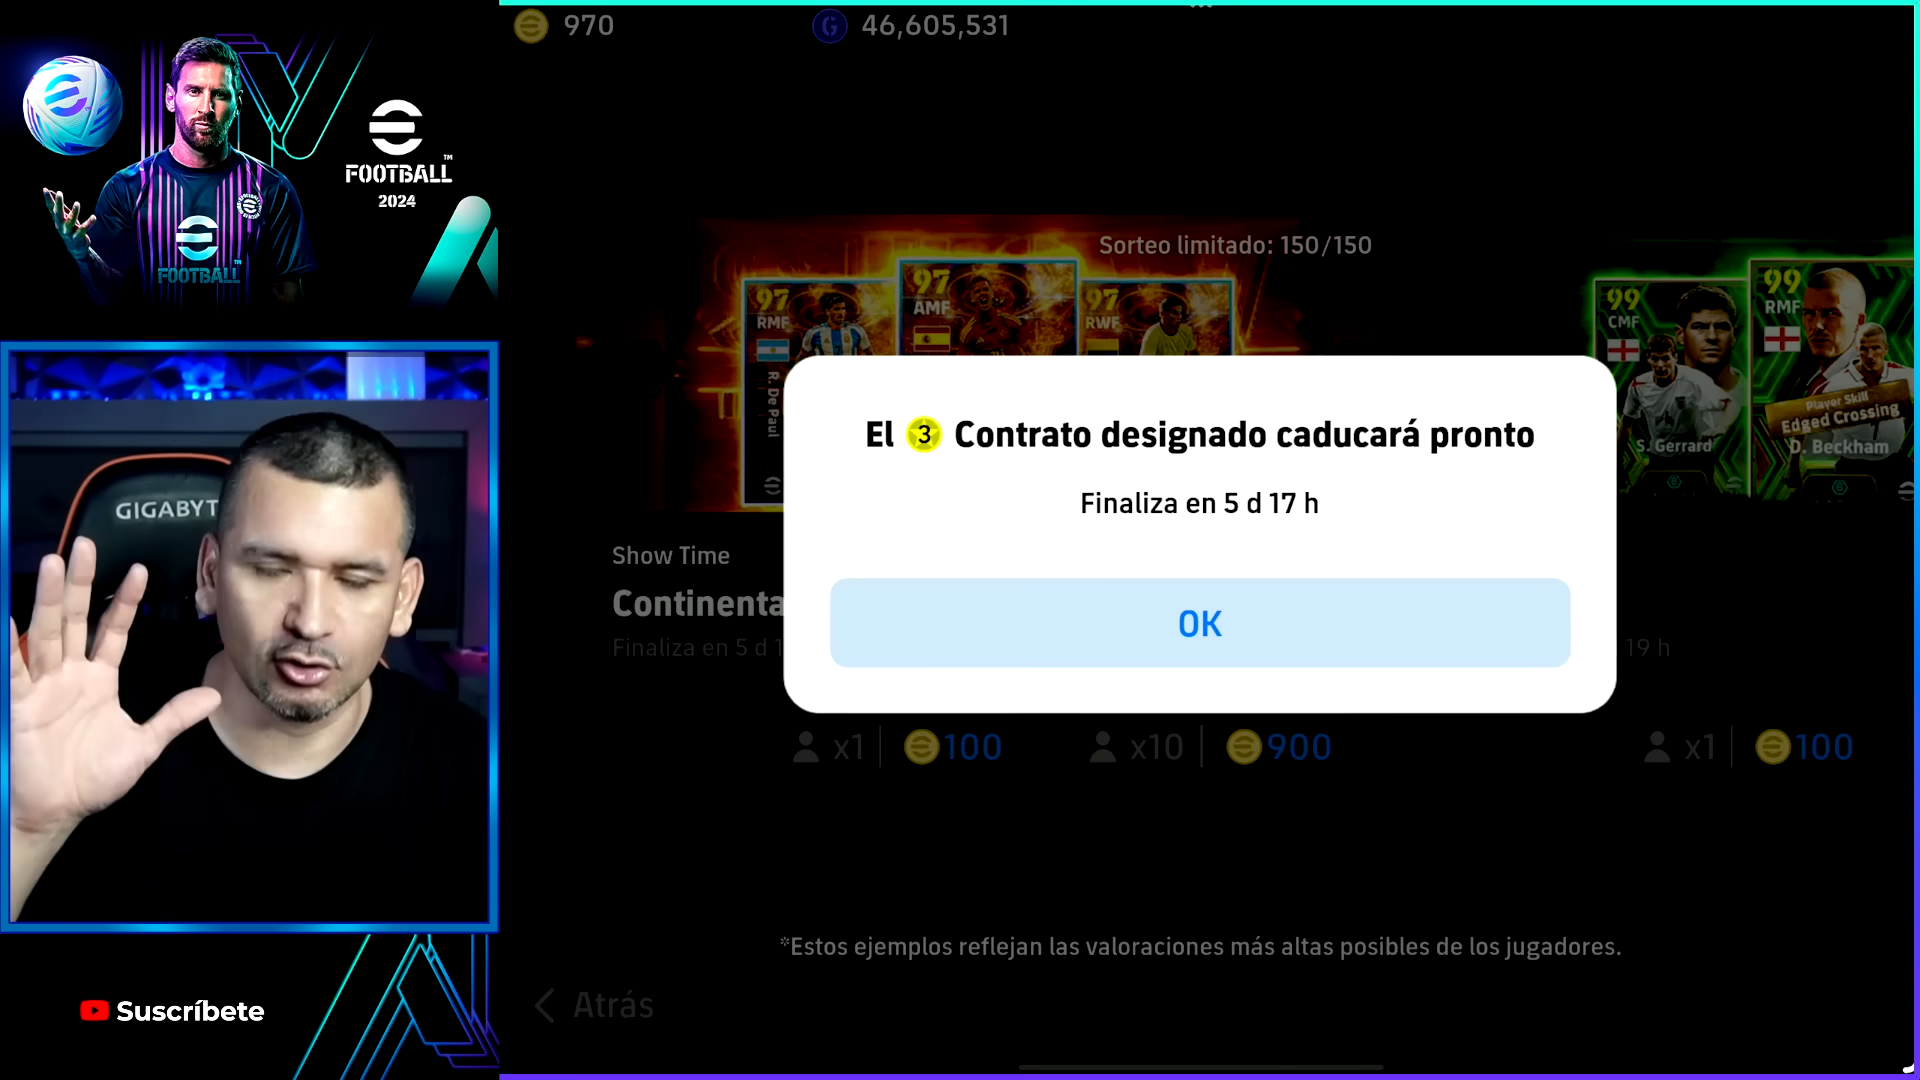 970
46,605,531
FOOTBALL™
2024
FOOTBALL™
Sorteo limitado: 150/150
97
RMF
R. De Paul
97
AMF
97
RWF
99
CMF
S. Gerrard
99
RMF
Player Skill
Edged Crossing
D. Beckham
El 3 Contrato designado caducará pronto
Finaliza en 5 d 17 h
OK
GIGABYT
Show Time
Continenta
Finaliza en 5 d 1
19 h
x1
100
x10
900
x1
100
*Estos ejemplos reflejan las valoraciones más altas posibles de los jugadores.
Atrás
Suscríbete